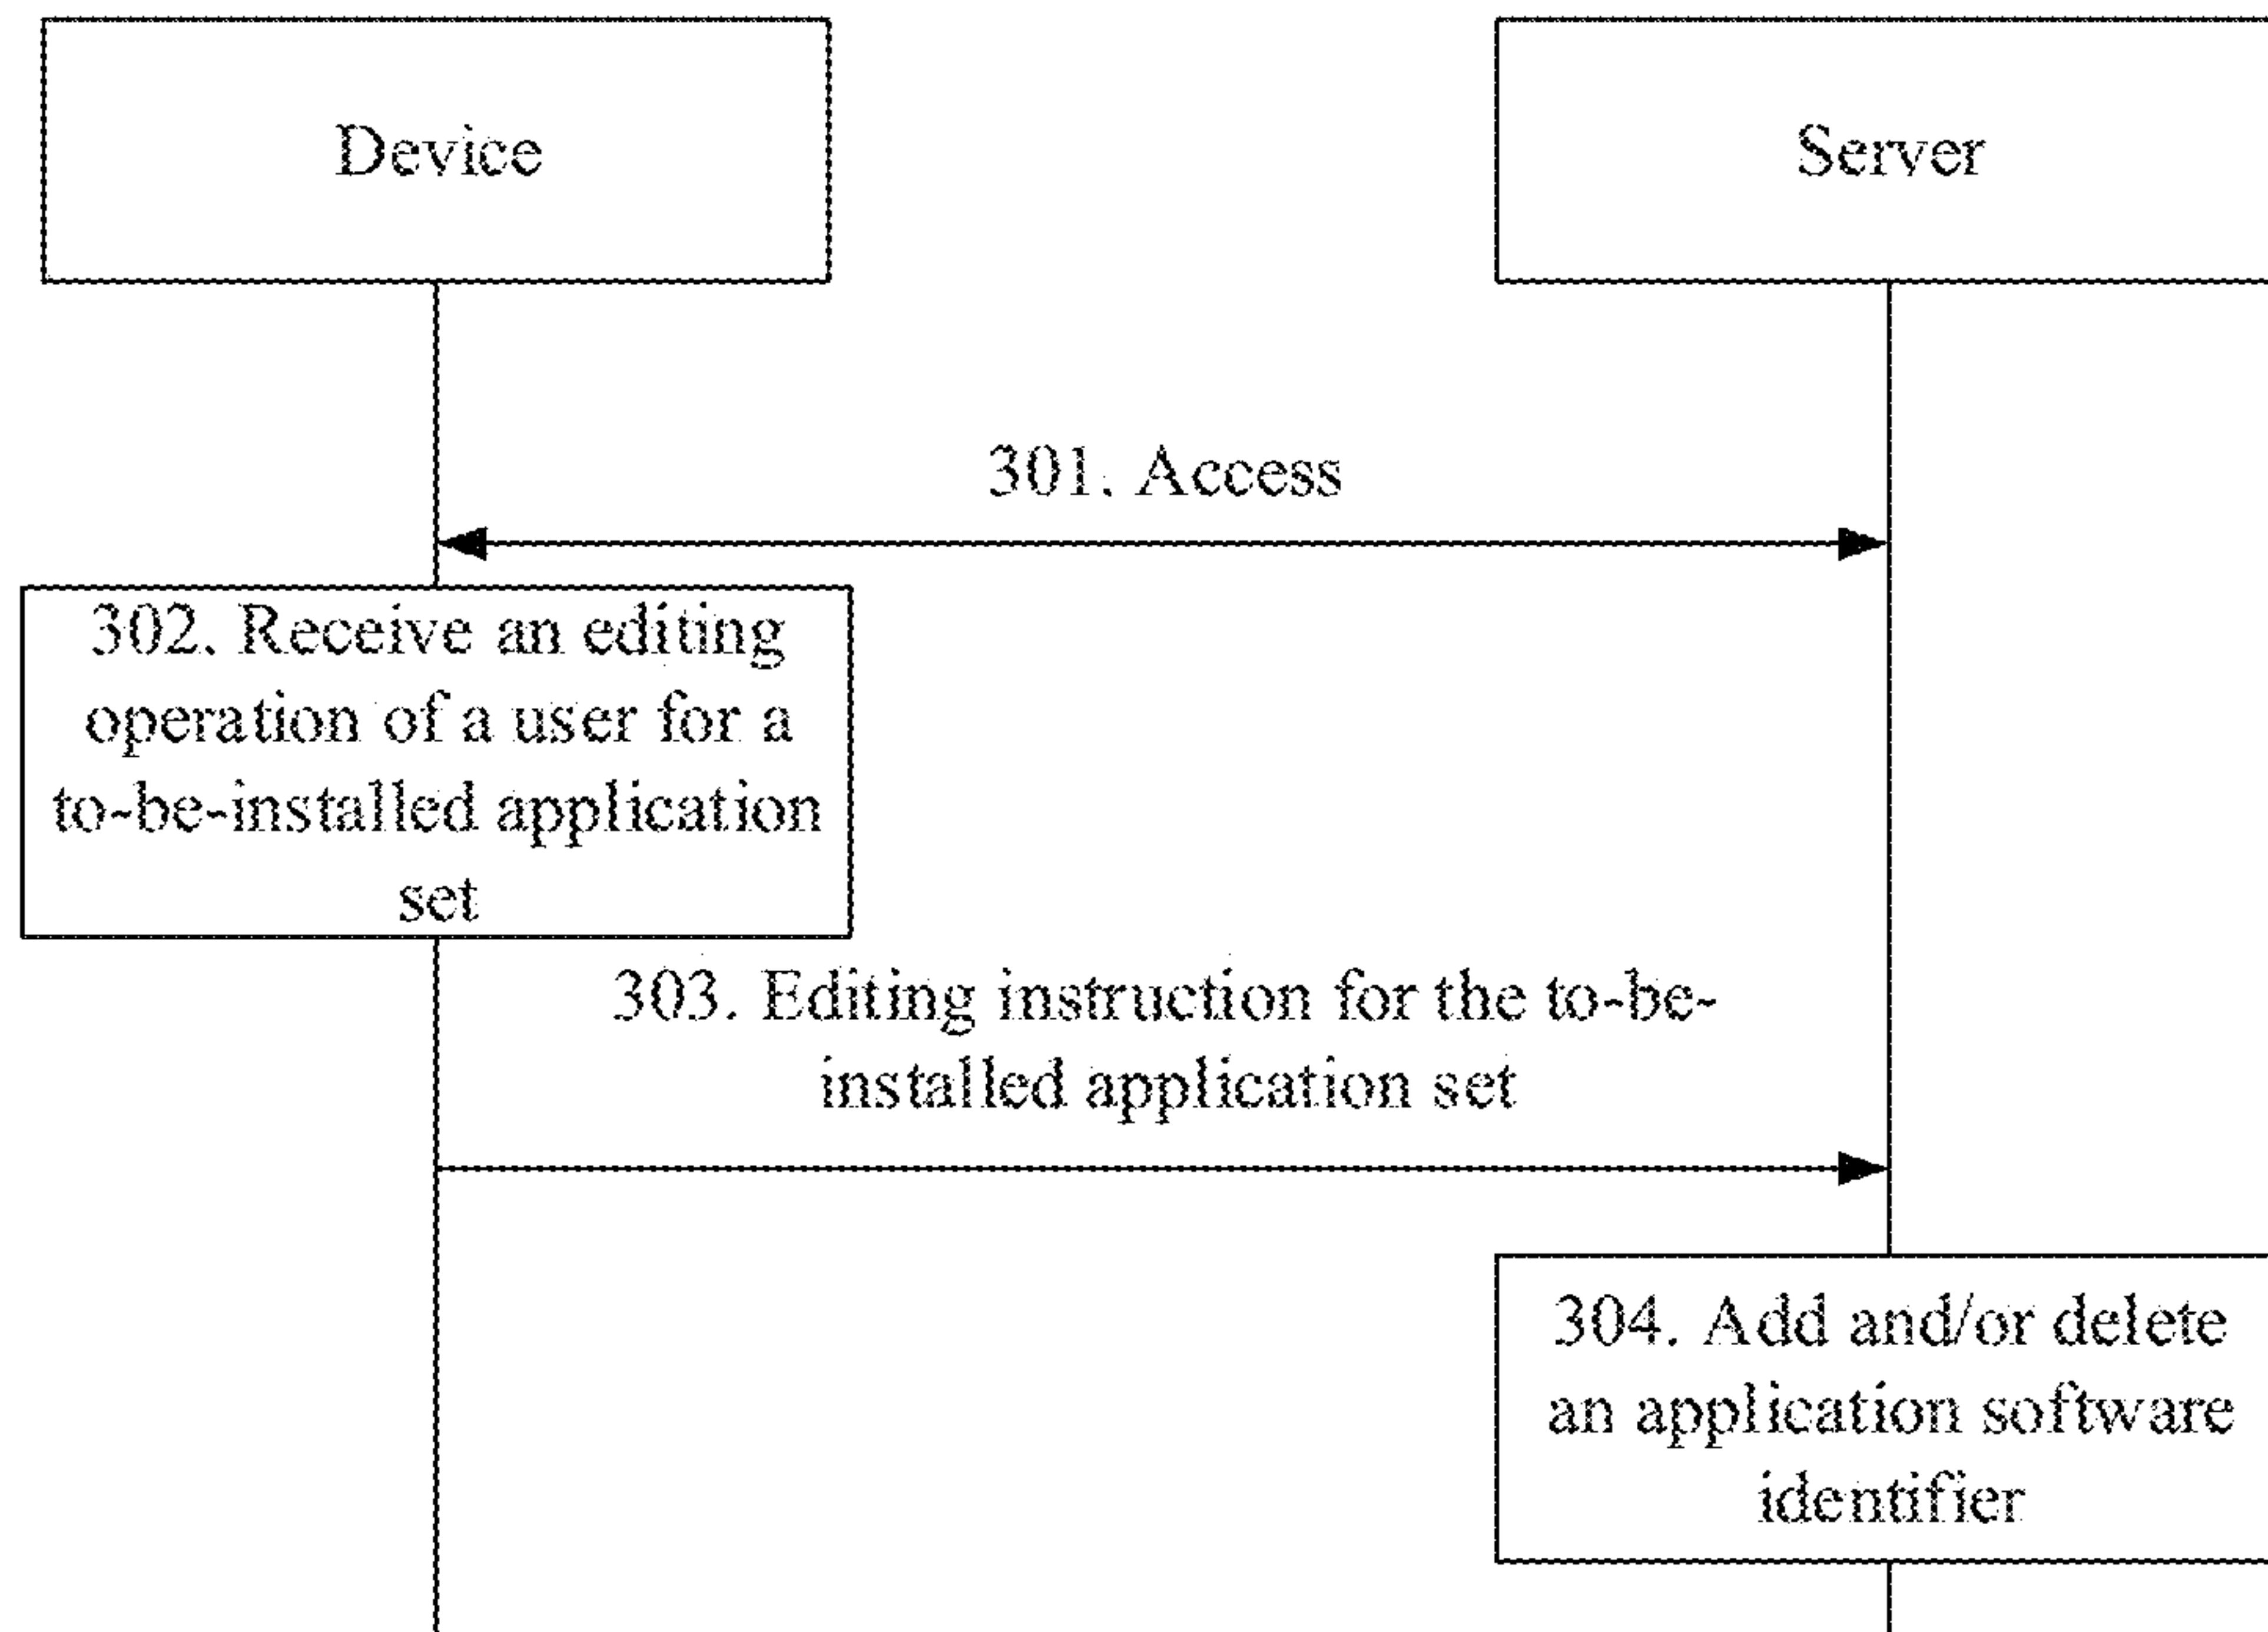 Device
Server
301. Access
302. Receive an editing
operation of a user for a
to-be-installed application
set
303. Editing instruction for the to-be-
installed application set
304. Add and/or delete
an application software
identifier